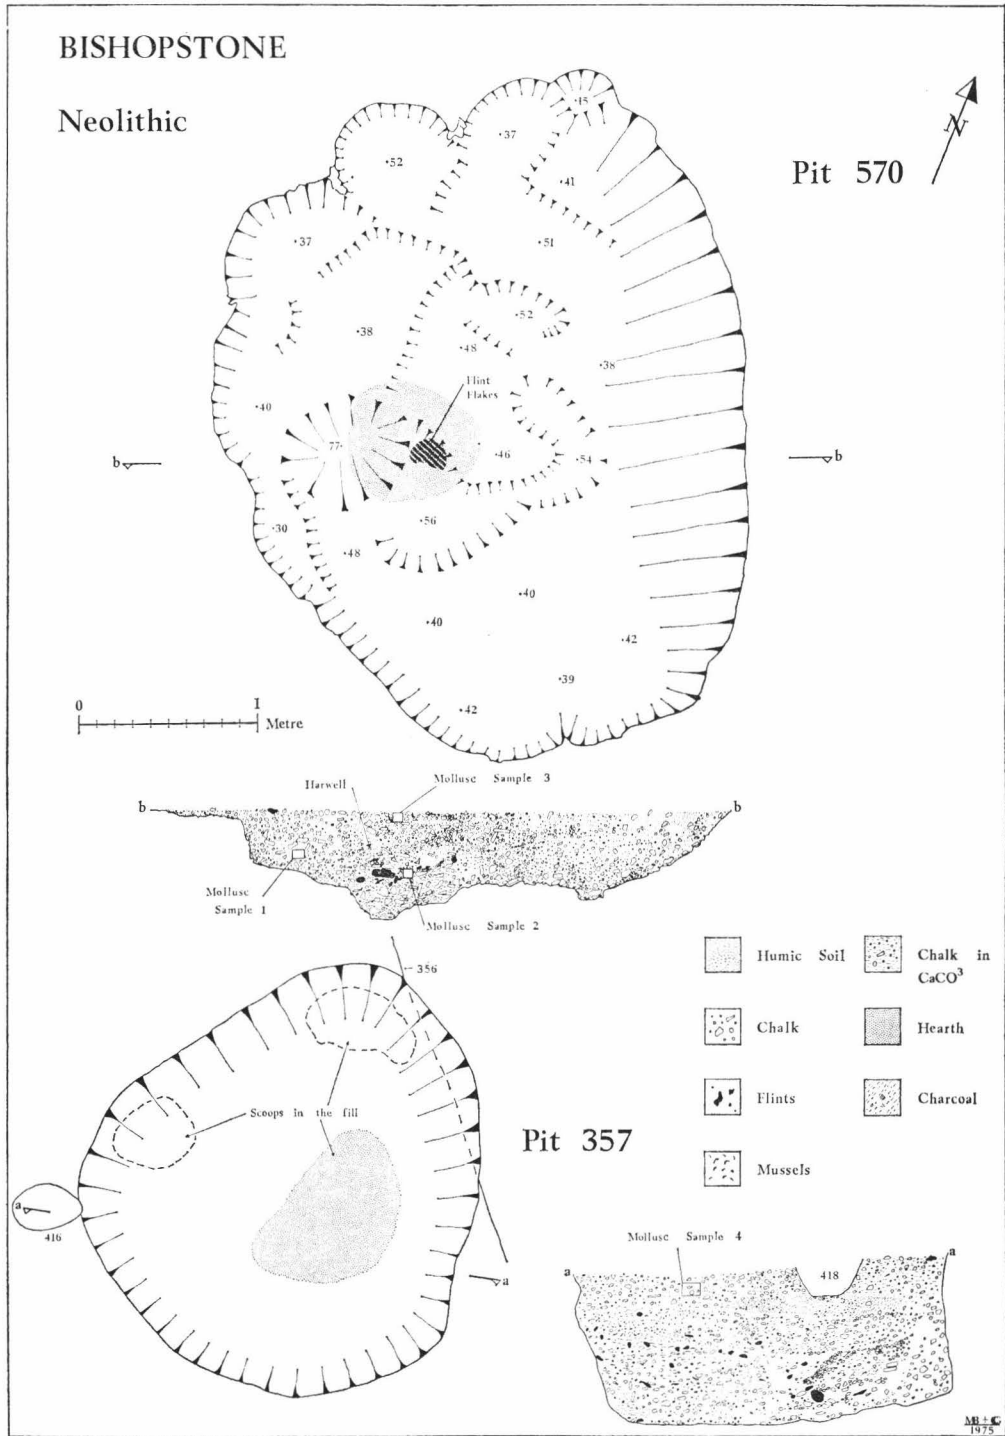 BISHOPSTONE
Neolithic
N
Pit 570
45
37
52
41
37
51
52
38
48
38
Flint
Flakes
40
77
46
54
b
b
30
56
48
40
40
42
39
42
0 1
Metre
Harwell
Mollusc Sample 3
b
b
Mollusc
Sample 1
Mollusc Sample 2
356
Scoops in the fill
a
416
a
Pit 357
Humic Soil
Chalk in
CaCO³
Chalk
Hearth
Flints
Charcoal
Mussels
Mollusc Sample 4
a
418
a
1975